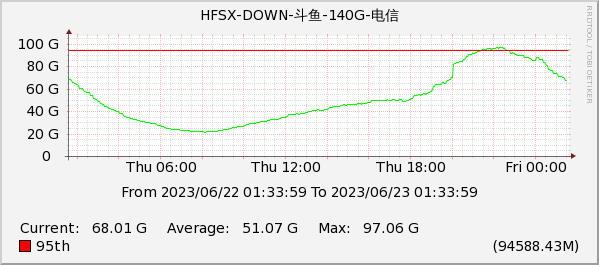 HFSX-DOWN-斗鱼-140G-电信
RRDTOOL / TOBI OETIKER
100 G
80 G
60 G
40 G
20 G
0
Thu 06:00 Thu 12:00 Thu 18:00 Fri 00:00
From 2023/06/22 01:33:59 To 2023/06/23 01:33:59
Current: 68.01 G Average: 51.07 G Max: 97.06 G
95th (94588.43M)